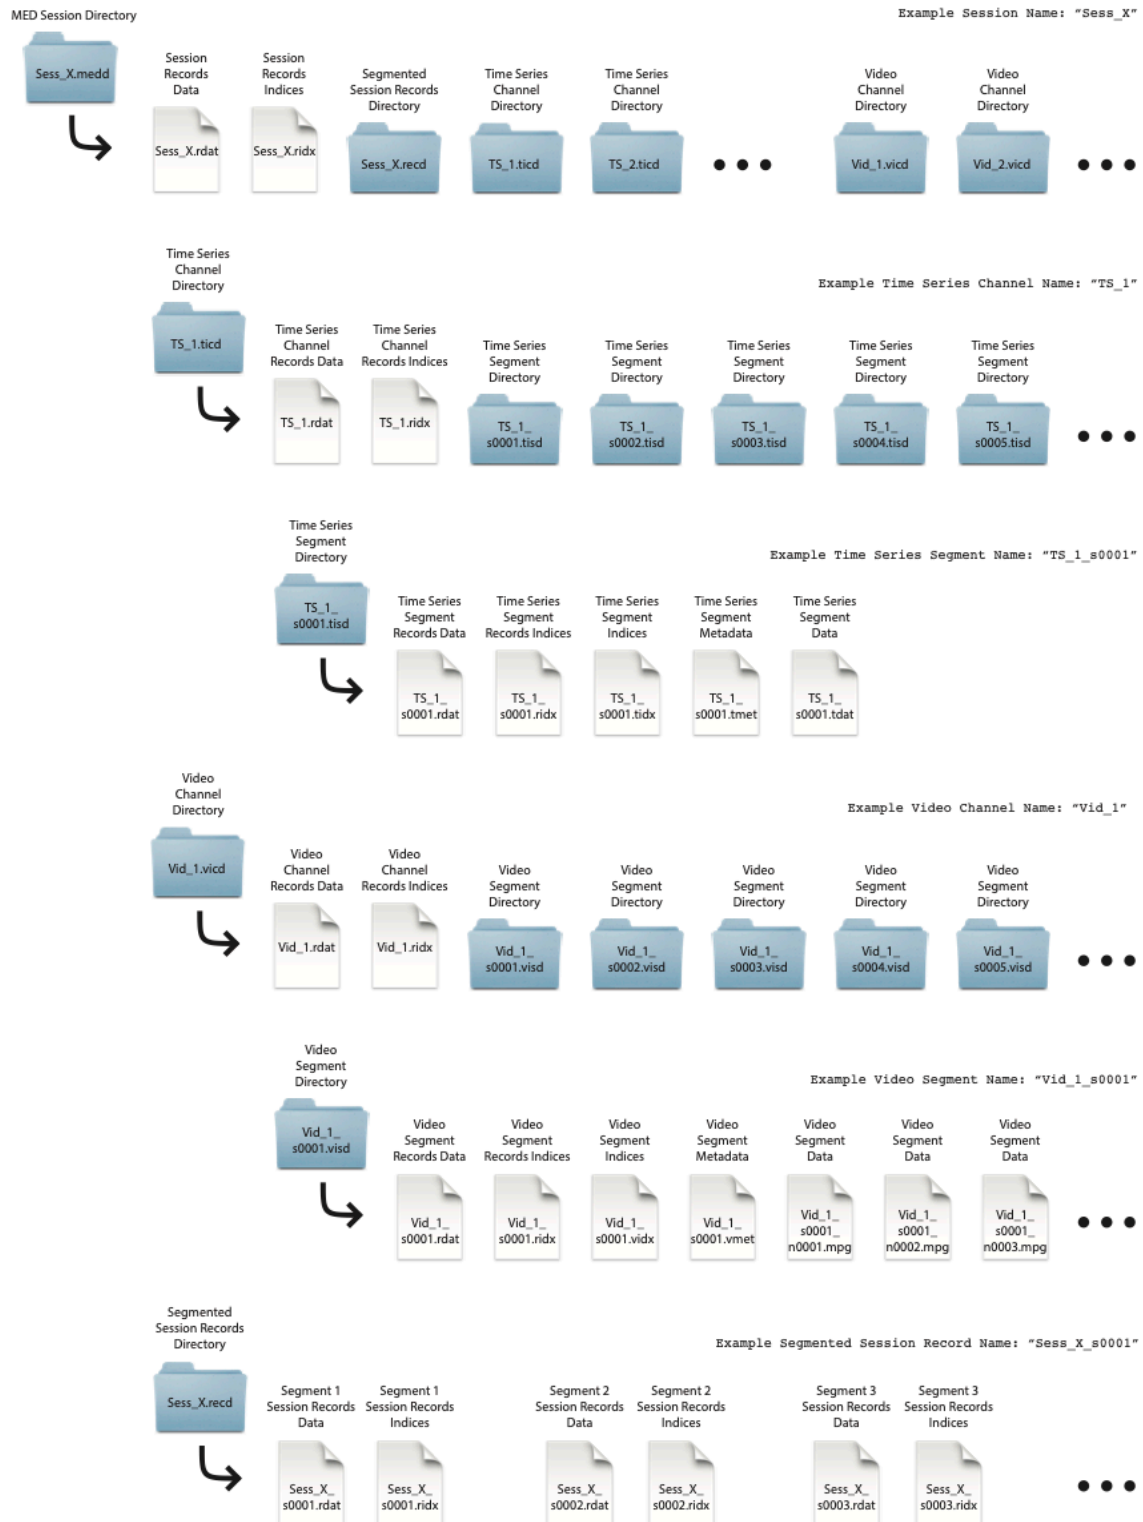 MED Session Directory
Example Session Name: "Sess_X"
Sess_X.medd
Session
Records
Data
Session
Records
Indices
Segmented
Session Records
Directory
Time Series
Channel
Directory
Time Series
Channel
Directory
Video
Channel
Directory
Video
Channel
Directory
Sess_X.rdat
Sess_X.ridx
Sess_X.recd
TS_1.ticd
TS_2.ticd
Vid_1.vicd
Vid_2.vicd
Time Series
Channel
Directory
Example Time Series Channel Name: "TS_1"
TS_1.ticd
Time Series
Channel
Records Data
Time Series
Channel
Records Indices
Time Series
Segment
Directory
Time Series
Segment
Directory
Time Series
Segment
Directory
Time Series
Segment
Directory
Time Series
Segment
Directory
TS_1.rdat
TS_1.ridx
TS_1_
s0001.tisd
TS_1_
s0002.tisd
TS_1_
s0003.tisd
TS_1_
s0004.tisd
TS_1_
s0005.tisd
Time Series
Segment
Directory
Example Time Series Segment Name: "TS_1_s0001"
TS_1_
s0001.tisd
Time Series
Segment
Records Data
Time Series
Segment
Records Indices
Time Series
Segment
Indices
Time Series
Segment
Metadata
Time Series
Segment
Data
TS_1_
s0001.rdat
TS_1_
s0001.ridx
TS_1_
s0001.tidx
TS_1_
s0001.tmet
TS_1_
s0001.tdat
Video
Channel
Directory
Example Video Channel Name: "Vid_1"
Vid_1.vicd
Video
Channel
Records Data
Video
Channel
Records Indices
Video
Segment
Directory
Video
Segment
Directory
Video
Segment
Directory
Video
Segment
Directory
Video
Segment
Directory
Vid_1.rdat
Vid_1.ridx
Vid_1_
s0001.visd
Vid_1_
s0002.visd
Vid_1_
s0003.visd
Vid_1_
s0004.visd
Vid_1_
s0005.visd
Video
Segment
Directory
Example Video Segment Name: "Vid_1_s0001"
Vid_1_
s0001.visd
Video
Segment
Records Data
Video
Segment
Records Indices
Video
Segment
Indices
Video
Segment
Metadata
Video
Segment
Data
Video
Segment
Data
Video
Segment
Data
Vid_1_
s0001.rdat
Vid_1_
s0001.ridx
Vid_1_
s0001.vidx
Vid_1_
s0001.vmet
Vid_1_
s0001_
n0001.mpg
Vid_1_
s0001_
n0002.mpg
Vid_1_
s0001_
n0003.mpg
Segmented
Session Records
Directory
Example Segmented Session Record Name: "Sess_X_s0001"
Sess_X.recd
Segment 1
Session Records
Data
Segment 1
Session Records
Indices
Segment 2
Session Records
Data
Segment 2
Session Records
Indices
Segment 3
Session Records
Data
Segment 3
Session Records
Indices
Sess_X_
s0001.rdat
Sess_X_
s0001.ridx
Sess_X_
s0002.rdat
Sess_X_
s0002.ridx
Sess_X_
s0003.rdat
Sess_X_
s0003.ridx